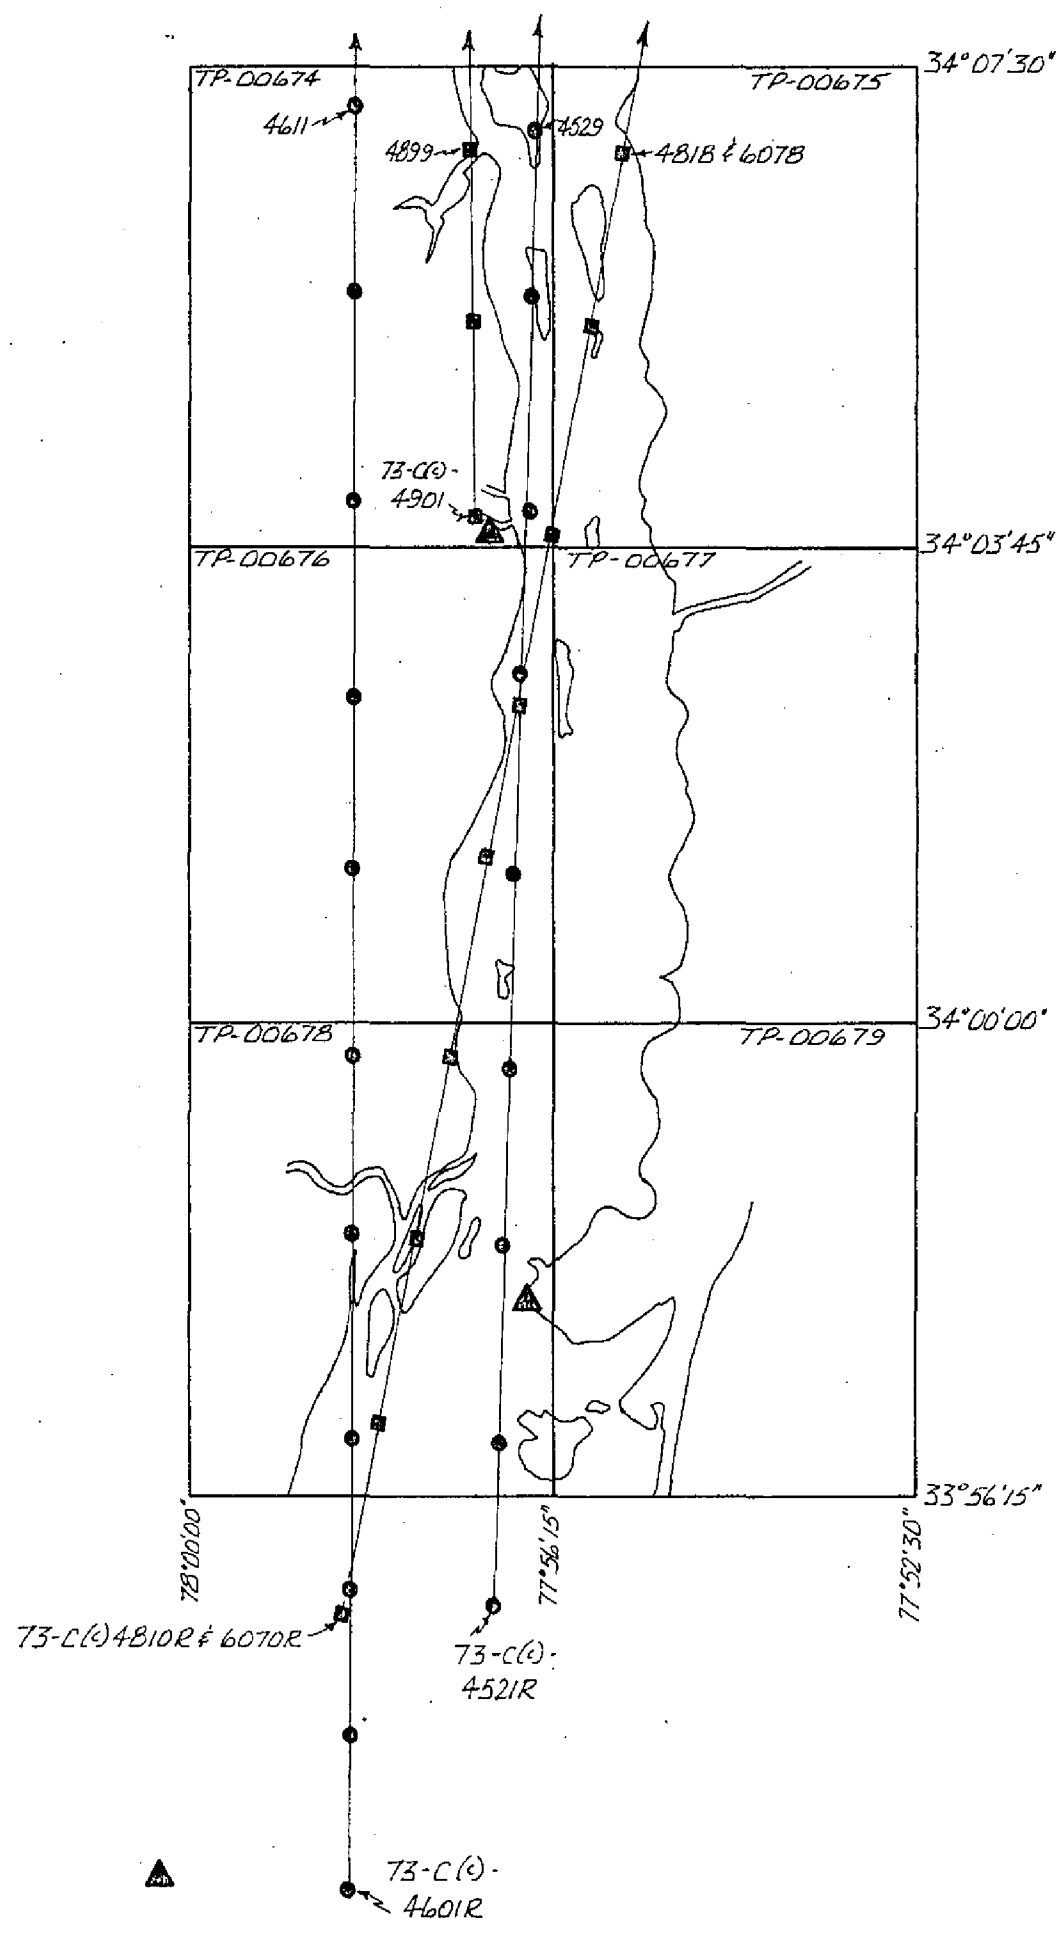 TP-00674
TP-00675
34°07'30"
4611
4899
4529
4818 & 6078
73-C(c)-
4901
34°03'45"
TP-00676
TP-00677
TP-00678
TP-00679
34°00'00"
33°56'15"
78°00'00"
77°56'15"
77°52'30"
73-C(c)4810R & 6070R
73-C(c)-
4521R
73-C(c)-
4601R